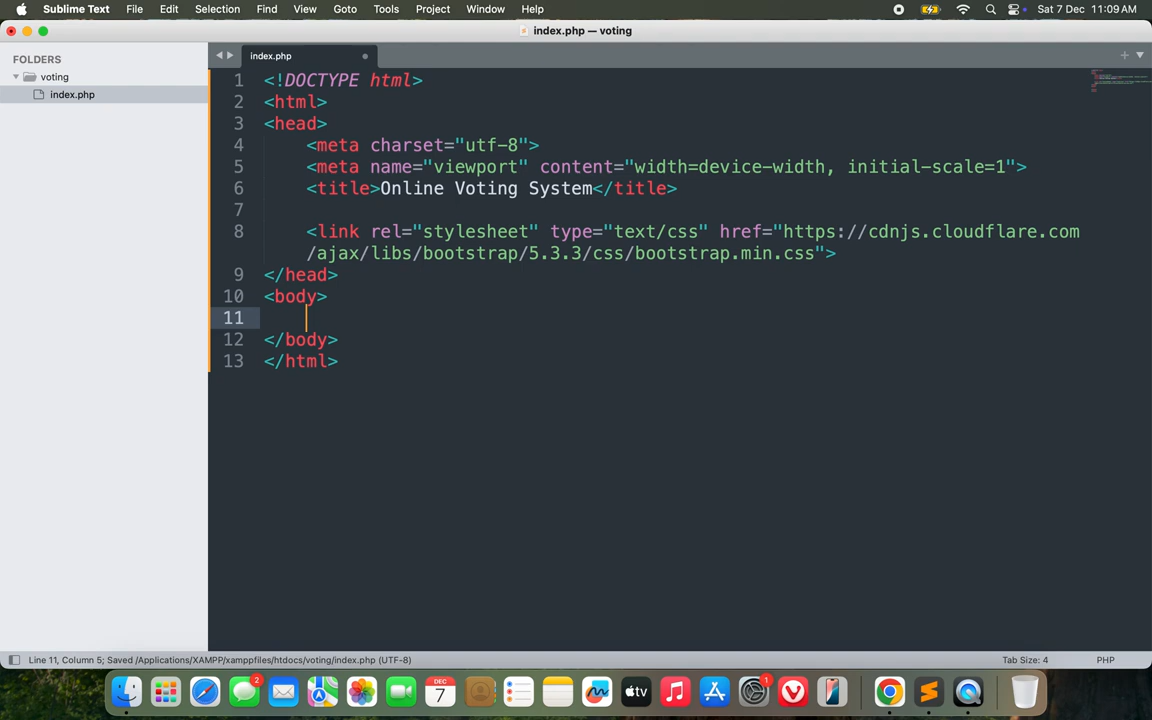 Sublime Text File Edit Selection Find View Goto Tools Project Window Help Sat 7 Dec 11:09 AM
index.php — voting
FOLDERS
voting
index.php
index.php
1 <!DOCTYPE html>
2 <html>
3 <head>
4 <meta charset="utf-8">
5 <meta name="viewport" content="width=device-width, initial-scale=1">
6 <title>Online Voting System</title>
7
8 <link rel="stylesheet" type="text/css" href="https://cdnjs.cloudflare.com
/ajax/libs/bootstrap/5.3.3/css/bootstrap.min.css">
9 </head>
10 <body>
11
12 </body>
13 </html>
Line 11, Column 5; Saved /Applications/XAMPP/xamppfiles/htdocs/voting/index.php (UTF-8) Tab Size: 4 PHP
2
DEC
7
tv
1